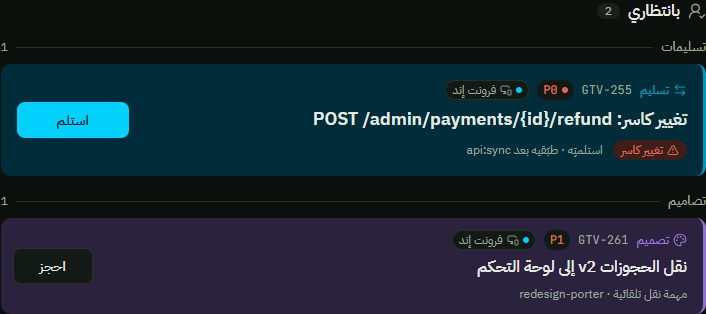 بانتظاري 2
تسليمات 1
تسليم GTV-255 P0 فرونت إند
تغيير كاسر: POST /admin/payments/{id}/refund
تغيير كاسر استلمتِه · طبّقيه بعد api:sync
استلم
تصاميم 1
تصميم GTV-261 P1 فرونت إند
نقل الحجوزات v2 إلى لوحة التحكم
مهمة نقل تلقائية · redesign-porter
احجز